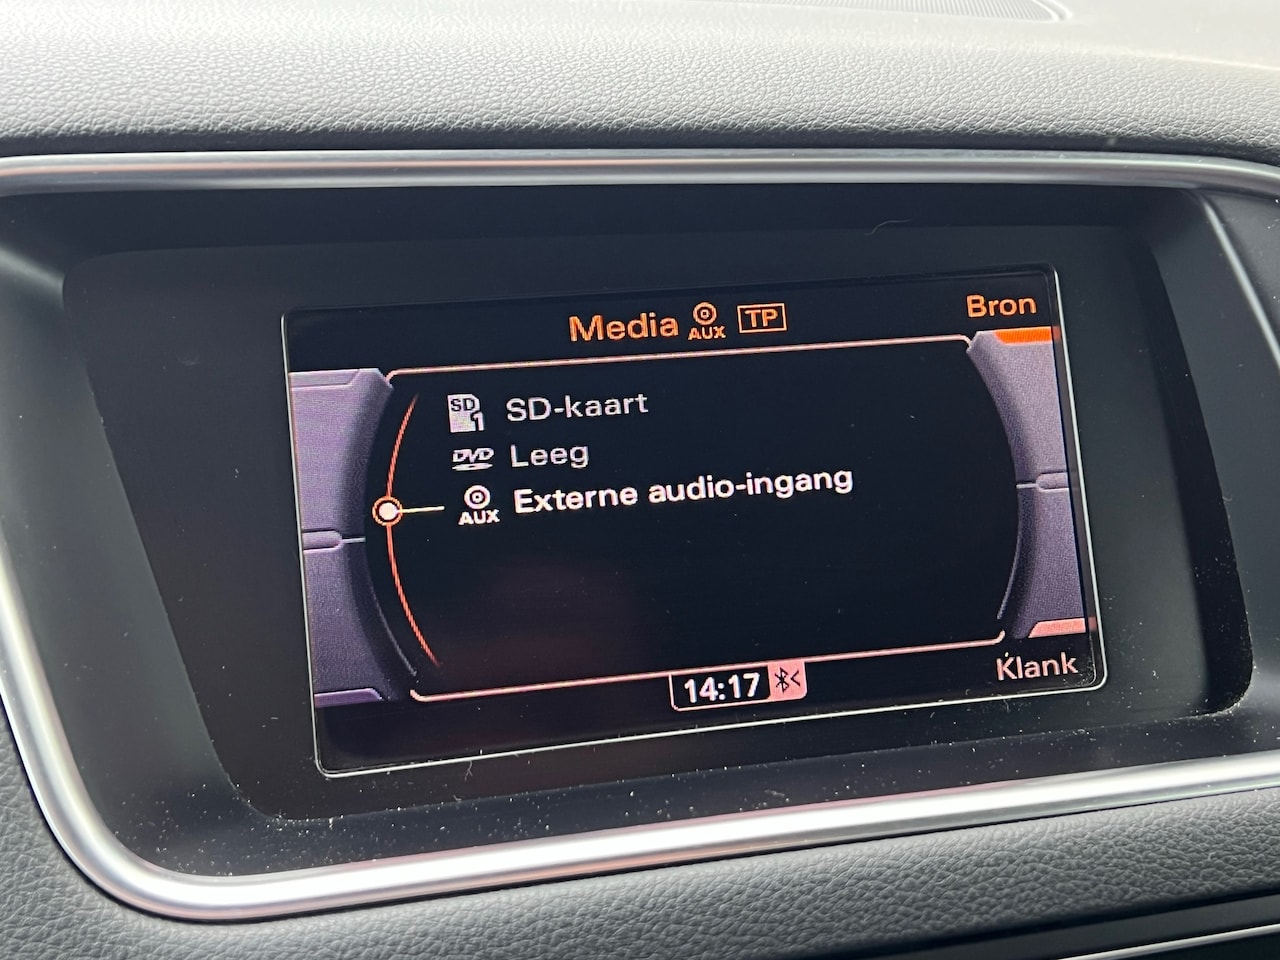 Media AUX TP
Bron
SD 1 SD-kaart
DVD Leeg
AUX Externe audio-ingang
14:17
Klank